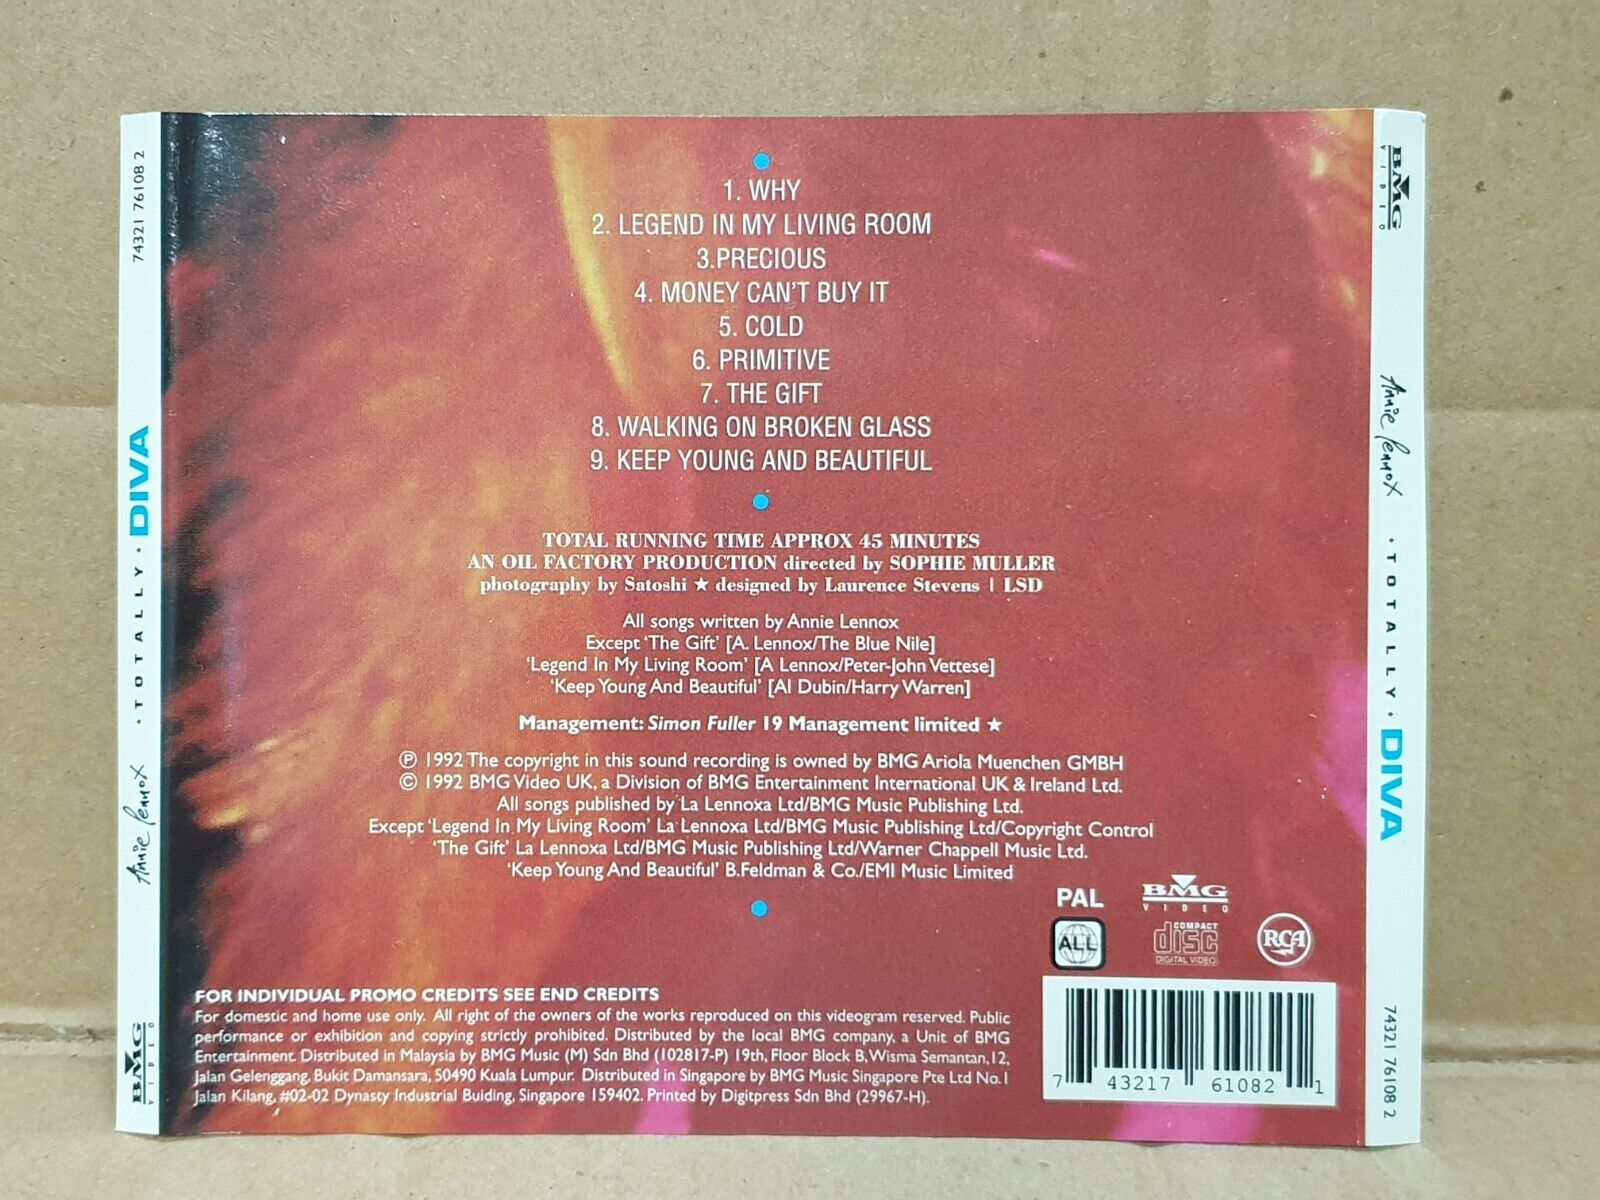 1. WHY
2. LEGEND IN MY LIVING ROOM
3.PRECIOUS
4. MONEY CAN'T BUY IT
5. COLD
6. PRIMITIVE
7. THE GIFT
8. WALKING ON BROKEN GLASS
9. KEEP YOUNG AND BEAUTIFUL
TOTAL RUNNING TIME APPROX 45 MINUTES
AN OIL FACTORY PRODUCTION directed by SOPHIE MULLER
photography by Satoshi ★ designed by Laurence Stevens | LSD
All songs written by Annie Lennox
Except 'The Gift' [A. Lennox/The Blue Nile]
'Legend In My Living Room' [A Lennox/Peter-John Vettese]
'Keep Young And Beautiful' [Al Dubin/Harry Warren]
Management: Simon Fuller 19 Management limited ★
℗ 1992 The copyright in this sound recording is owned by BMG Ariola Muenchen GMBH
© 1992 BMG Video UK, a Division of BMG Entertainment International UK & Ireland Ltd.
All songs published by La Lennoxa Ltd/BMG Music Publishing Ltd.
Except 'Legend In My Living Room' La Lennoxa Ltd/BMG Music Publishing Ltd/Copyright Control
'The Gift' La Lennoxa Ltd/BMG Music Publishing Ltd/Warner Chappell Music Ltd.
'Keep Young And Beautiful' B.Feldman & Co./EMI Music Limited
PAL
ALL
BMG
VIDEO
COMPACT
disc
DIGITAL VIDEO
RCA
FOR INDIVIDUAL PROMO CREDITS SEE END CREDITS
For domestic and home use only. All right of the owners of the works reproduced on this videogram reserved. Public
performance or exhibition and copying strictly prohibited. Distributed by the local BMG company, a Unit of BMG
Entertainment. Distributed in Malaysia by BMG Music (M) Sdn Bhd (102817-P) 19th, Floor Block B,Wisma Semantan,12,
Jalan Gelenggang, Bukit Damansara, 50490 Kuala Lumpur. Distributed in Singapore by BMG Music Singapore Pte Ltd No.1
Jalan Kilang, #02-02 Dynasty Industrial Buiding, Singapore 159402. Printed by Digitpress Sdn Bhd (29967-H).
7 43217 61082 1
BMG
VIDEO
Annie Lennox
• TOTALLY • DIVA
74321 76108 2
BMG
VIDEO
Annie Lennox
• TOTALLY • DIVA
74321 76108 2